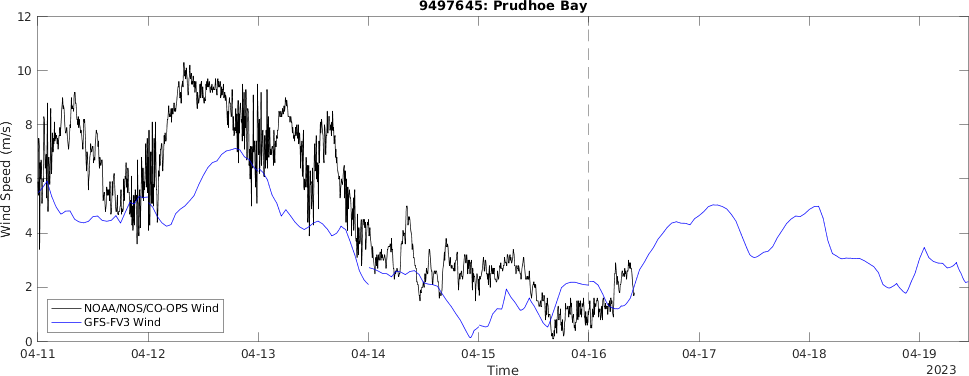 9497645: Prudhoe Bay
12
10
8
6
4
2
0
Wind Speed (m/s)
NOAA/NOS/CO-OPS Wind
GFS-FV3 Wind
04-11 04-12 04-13 04-14 04-15 04-16 04-17 04-18 04-19
Time
2023